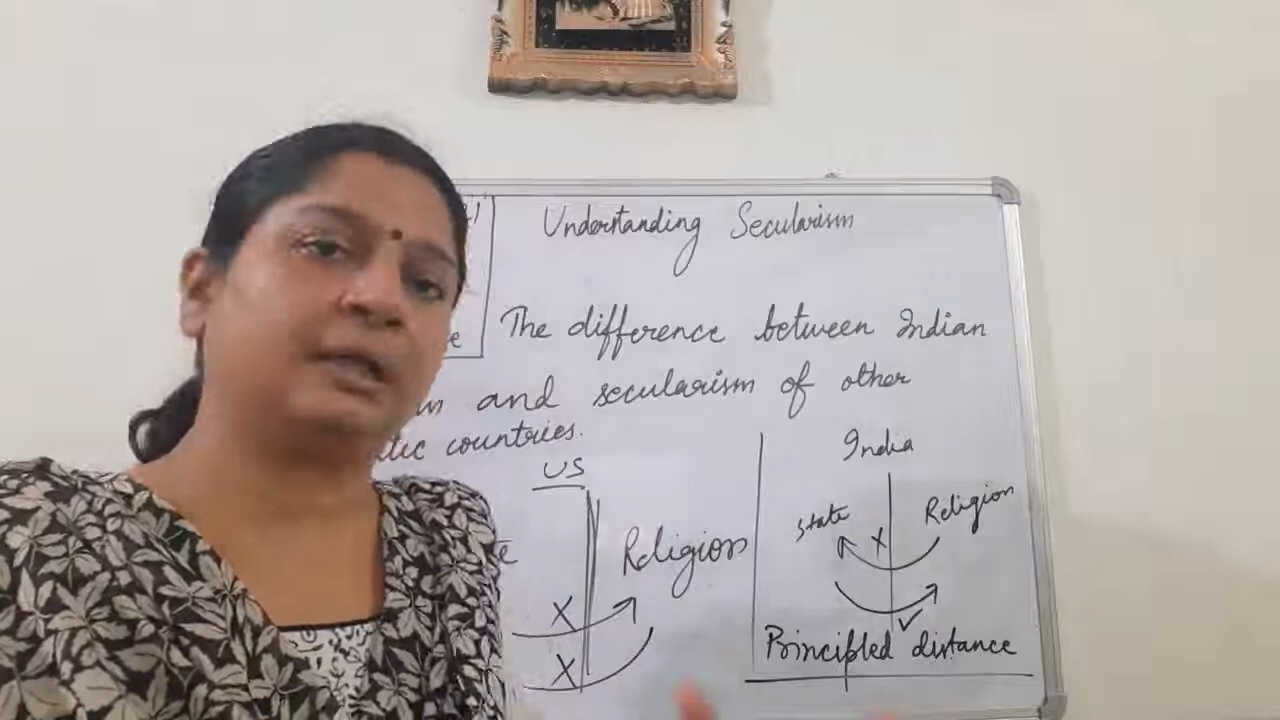 Understanding Secularism
The difference between Indian
and secularism of other
countries.
US
Religion
X
X
India
State
Religion
X
Principled distance